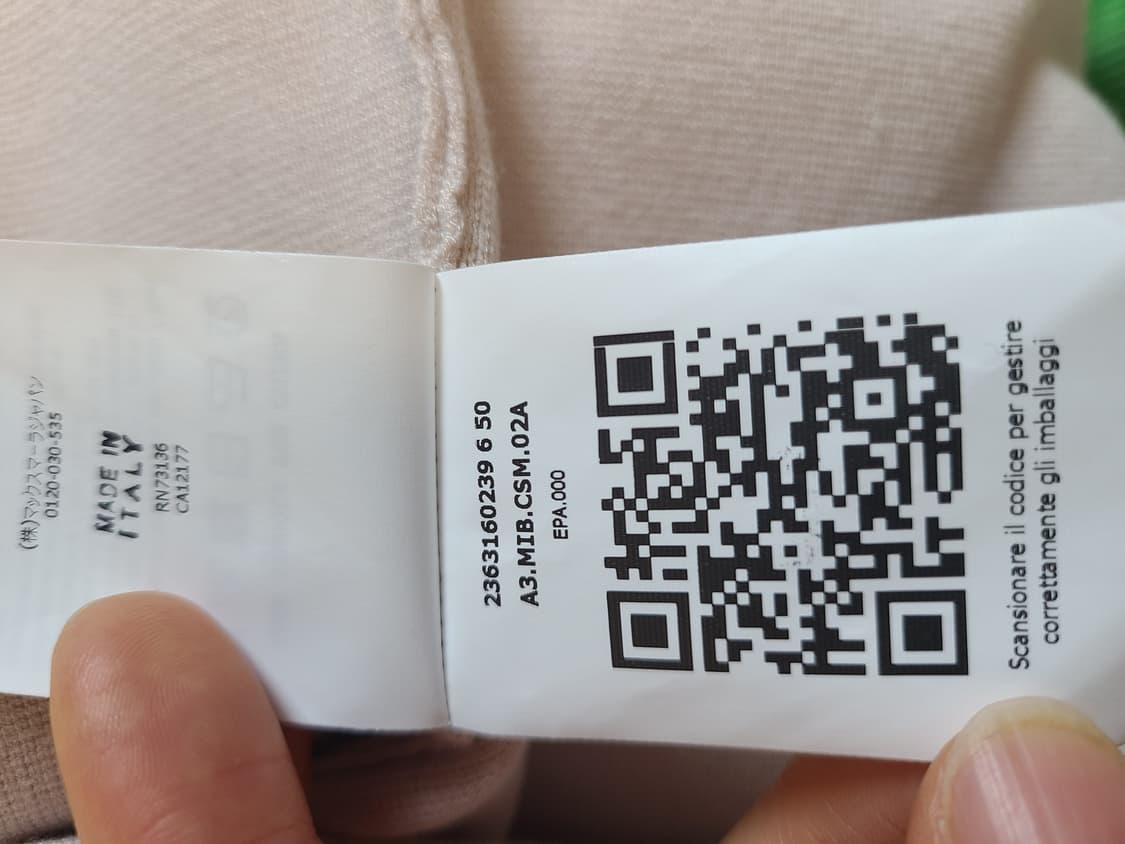 (株)マックスマーラジャパン
0120-030-535
MADE IN
ITALY
RN73136
CA12177
2363160239 6 50
A3.MIB.CSM.02A
EPA.000
Scansionare il codice per gestire
correttamente gli imballaggi